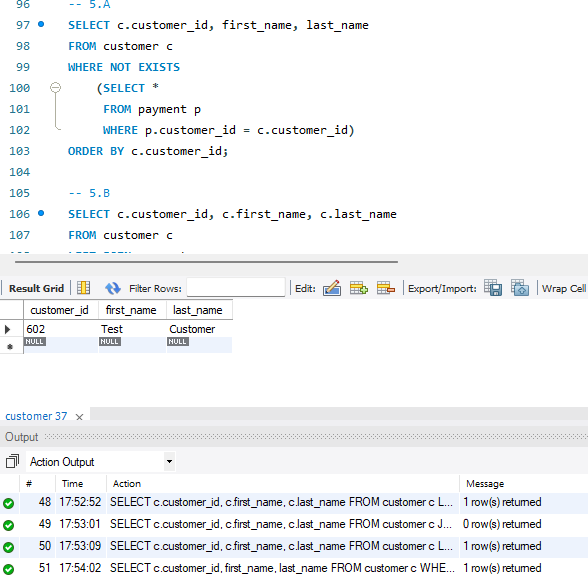 96 -- 5.A
97 SELECT c.customer_id, first_name, last_name
98 FROM customer c
99 WHERE NOT EXISTS
100 (SELECT *
101 FROM payment p
102 WHERE p.customer_id = c.customer_id)
103 ORDER BY c.customer_id;
104
105 -- 5.B
106 SELECT c.customer_id, c.first_name, c.last_name
107 FROM customer c
Result Grid Filter Rows: Edit: Export/Import: Wrap Cell
customer_id first_name last_name
602 Test Customer
NULL NULL NULL
customer 37
Output
Action Output
# Time Action Message
48 17:52:52 SELECT c.customer_id, c.first_name, c.last_name FROM customer c L... 1 row(s) returned
49 17:53:01 SELECT c.customer_id, c.first_name, c.last_name FROM customer c J... 0 row(s) returned
50 17:53:09 SELECT c.customer_id, c.first_name, c.last_name FROM customer c L... 1 row(s) returned
51 17:54:02 SELECT c.customer_id, first_name, last_name FROM customer c WHE... 1 row(s) returned